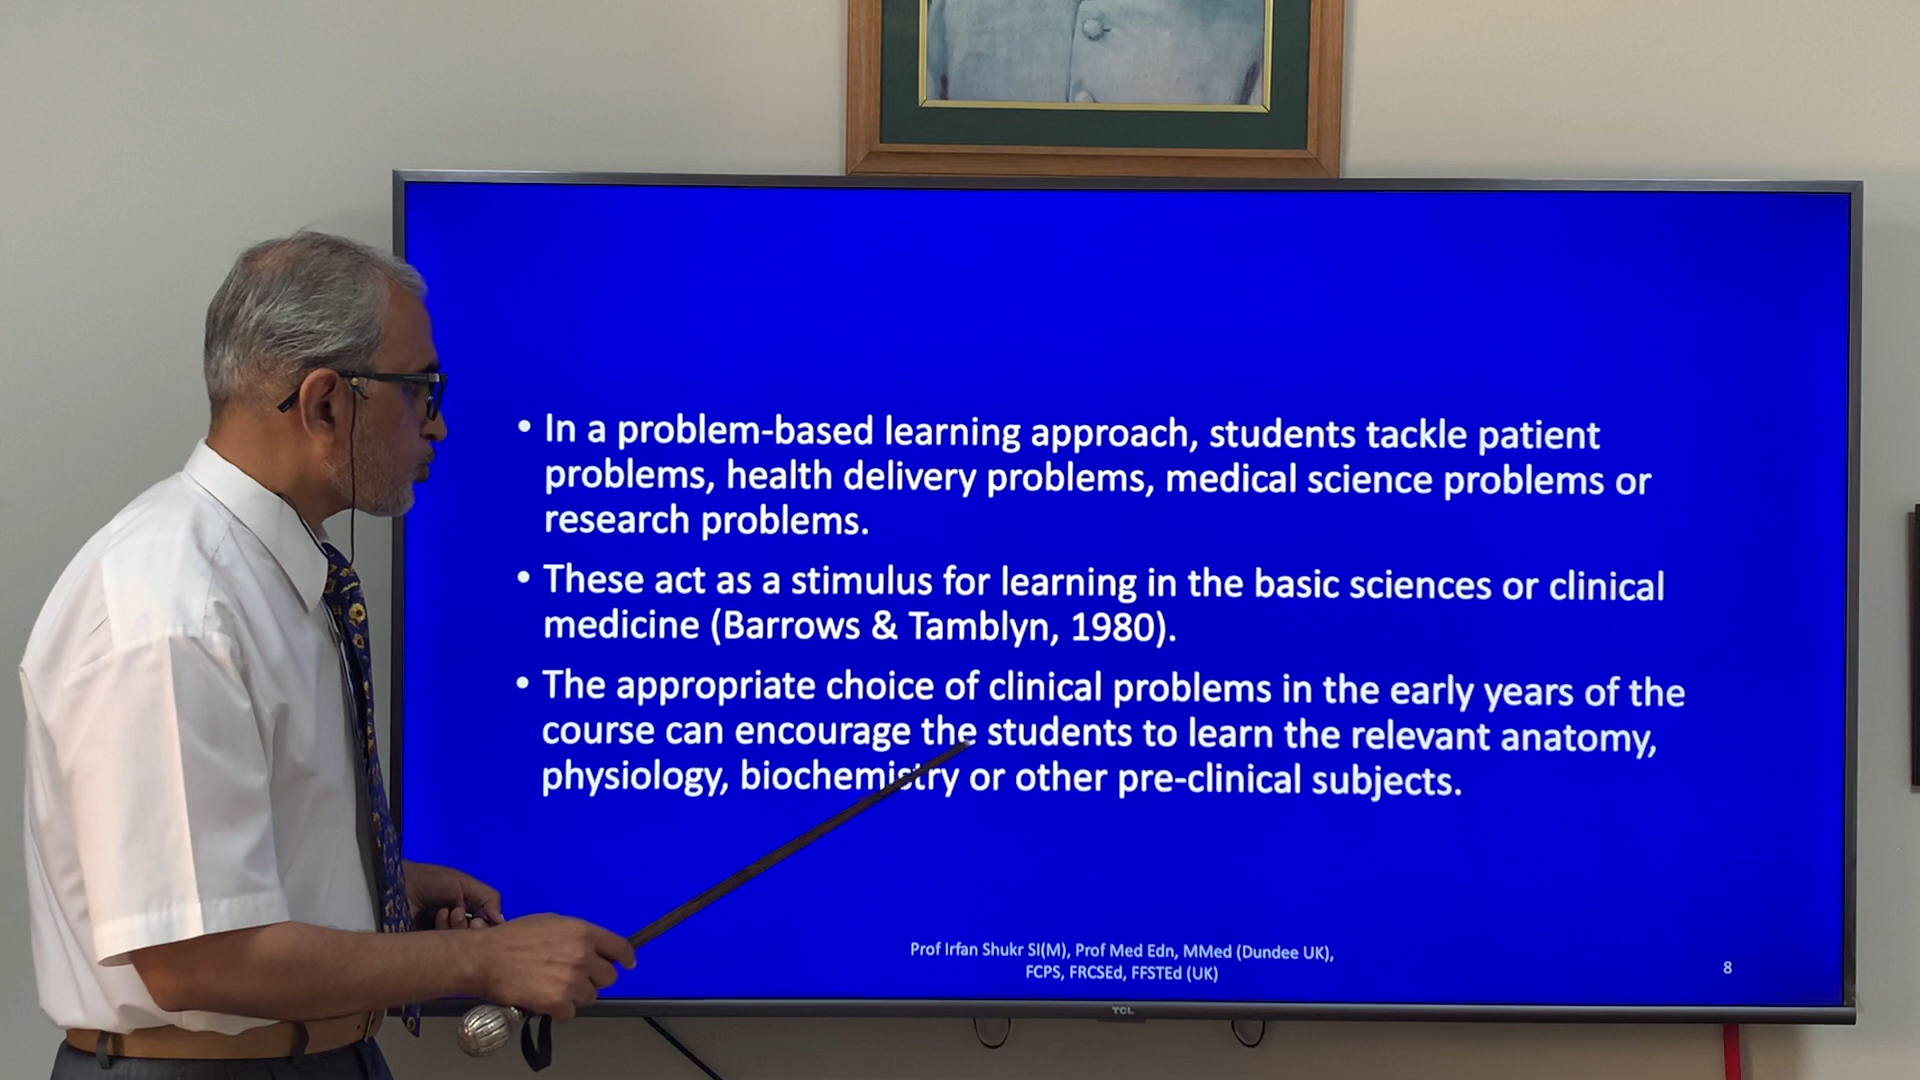 • In a problem-based learning approach, students tackle patient
problems, health delivery problems, medical science problems or
research problems.
• These act as a stimulus for learning in the basic sciences or clinical
medicine (Barrows & Tamblyn, 1980).
• The appropriate choice of clinical problems in the early years of the
course can encourage the students to learn the relevant anatomy,
physiology, biochemistry or other pre-clinical subjects.
Prof Irfan Shukr SI(M), Prof Med Edn, MMed (Dundee UK),
FCPS, FRCSEd, FFSTEd (UK)
8
TCL